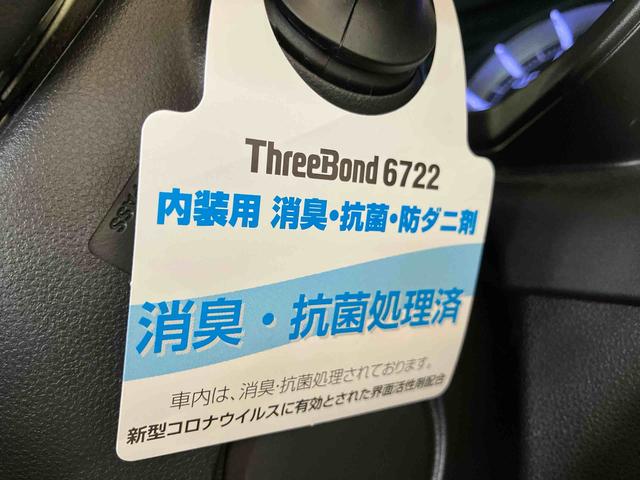 ThreeBond 6722
内装用 消臭・抗菌・防ダニ剤
消臭・抗菌処理済
車内は、消臭・抗菌処理されております。
新型コロナウイルスに有効とされた界面活性剤配合